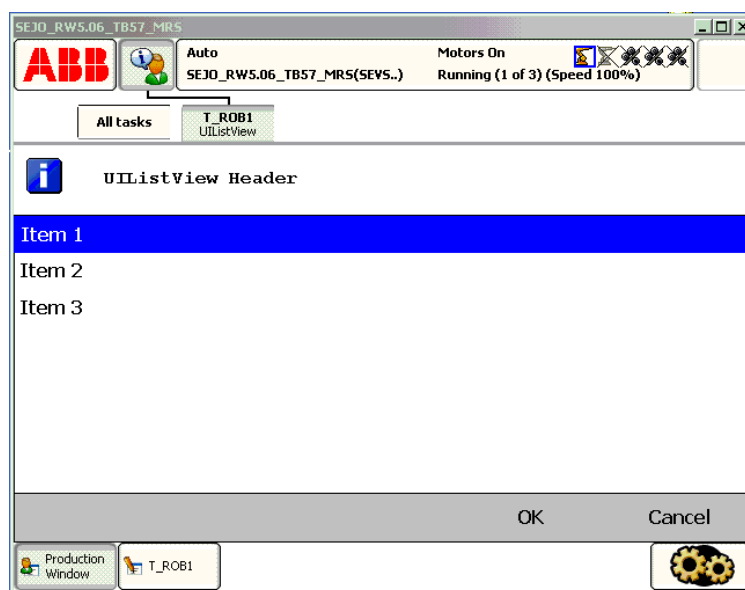 SEJO_RW5.06_TB57_MRS
ABB
Auto
SEJO_RW5.06_TB57_MRS(SEVS..)
Motors On
Running (1 of 3) (Speed 100%)
All tasks
T_ROB1
UIListView
i
UIListView Header
Item 1
Item 2
Item 3
OK
Cancel
Production
Window
T_ROB1